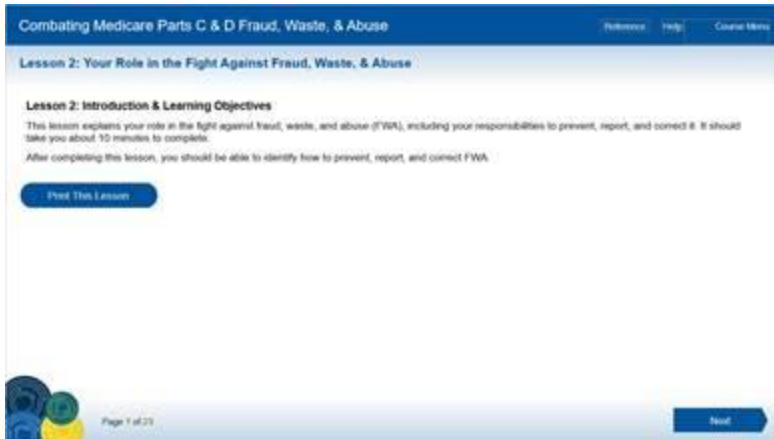 Combating Medicare Parts C & D Fraud, Waste, & Abuse
Reference Help Course Menu
Lesson 2: Your Role in the Fight Against Fraud, Waste, & Abuse
Lesson 2: Introduction & Learning Objectives
This lesson explains your role in the fight against fraud, waste, and abuse (FWA), including your responsibilities to prevent, report, and correct it. It should
take you about 10 minutes to complete.
After completing this lesson, you should be able to identify how to prevent, report, and correct FWA.
Print This Lesson
Page 1 of 23
Next